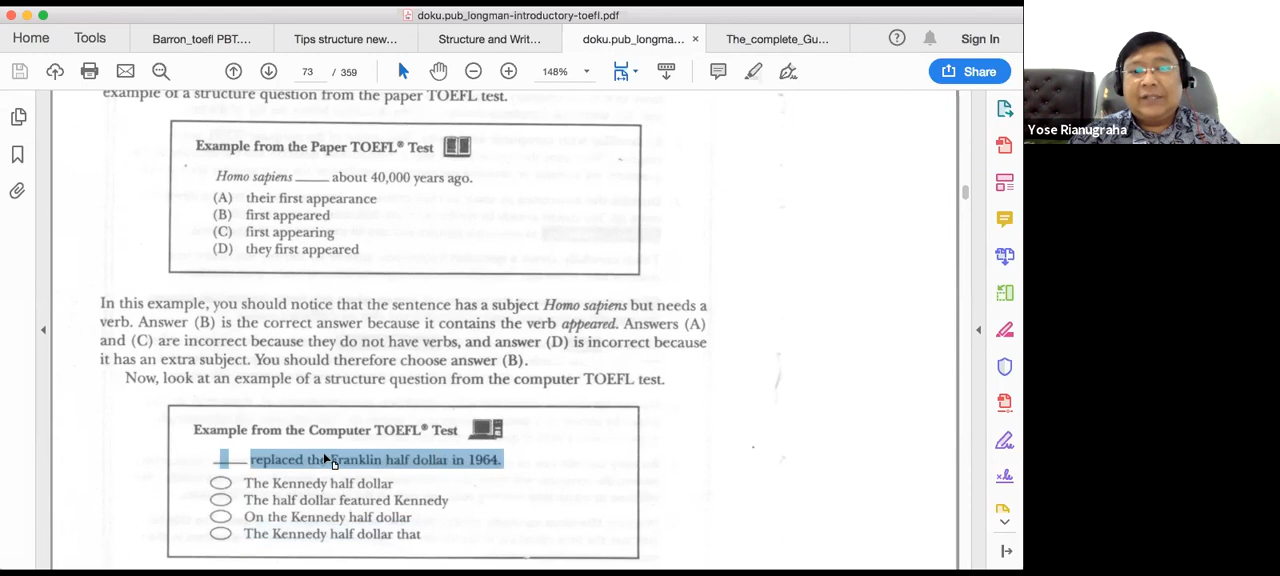 doku.pub_longman-introductory-toefl.pdf
Home Tools Barron_toefl PBT.... Tips structure new... Structure and Writ... doku.pub_longma... × The_complete_Gu... Sign In
73 / 359 148% Share
example of a structure question from the paper TOEFL test.
Example from the Paper TOEFL® Test
Homo sapiens ____ about 40,000 years ago.
(A) their first appearance
(B) first appeared
(C) first appearing
(D) they first appeared
In this example, you should notice that the sentence has a subject Homo sapiens but needs a
verb. Answer (B) is the correct answer because it contains the verb appeared. Answers (A)
and (C) are incorrect because they do not have verbs, and answer (D) is incorrect because
it has an extra subject. You should therefore choose answer (B).
Now, look at an example of a structure question from the computer TOEFL test.
Example from the Computer TOEFL® Test
____ replaced the Franklin half dollar in 1964.
The Kennedy half dollar
The half dollar featured Kennedy
On the Kennedy half dollar
The Kennedy half dollar that
Yose Rianugraha